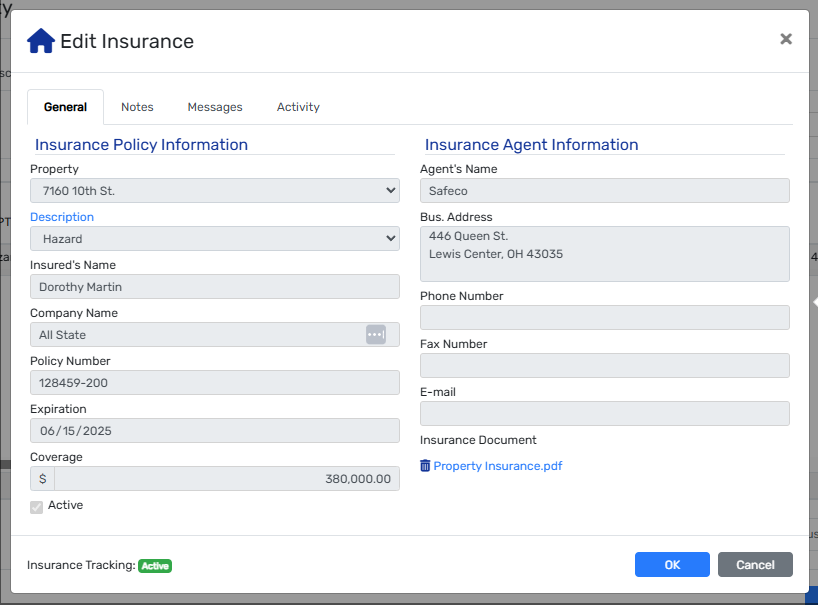 Edit Insurance
General
Notes
Messages
Activity
Insurance Policy Information
Property
7160 10th St.
Description
Hazard
Insured's Name
Dorothy Martin
Company Name
All State
Policy Number
128459-200
Expiration
06/15/2025
Coverage
$ 380,000.00
Active
Insurance Agent Information
Agent's Name
Safeco
Bus. Address
446 Queen St.
Lewis Center, OH 43035
Phone Number
Fax Number
E-mail
Insurance Document
Property Insurance.pdf
Insurance Tracking: Active
OK
Cancel